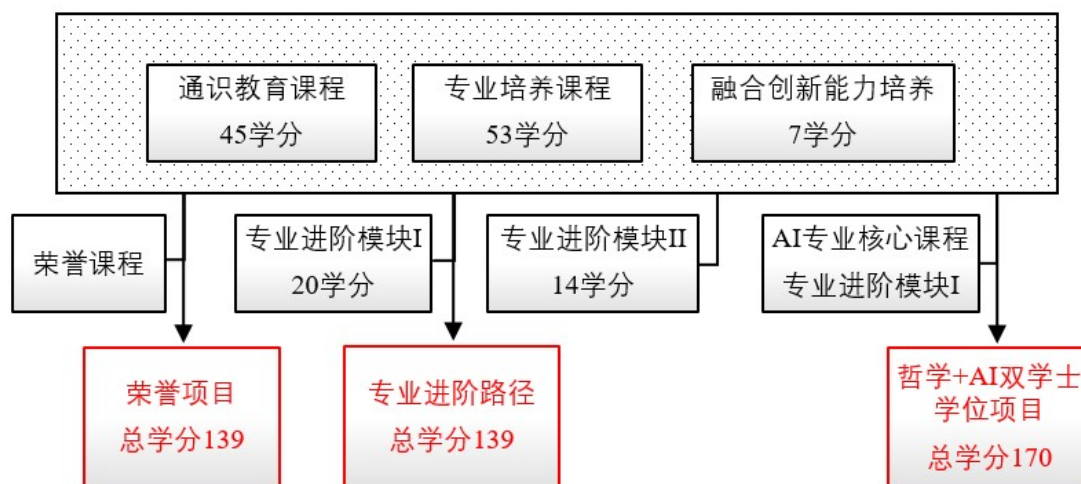 通识教育课程
45学分
专业培养课程
53学分
融合创新能力培养
7学分
荣誉课程
专业进阶模块I
20学分
专业进阶模块II
14学分
AI专业核心课程
专业进阶模块I
荣誉项目
总学分139
专业进阶路径
总学分139
哲学+AI双学士
学位项目
总学分170